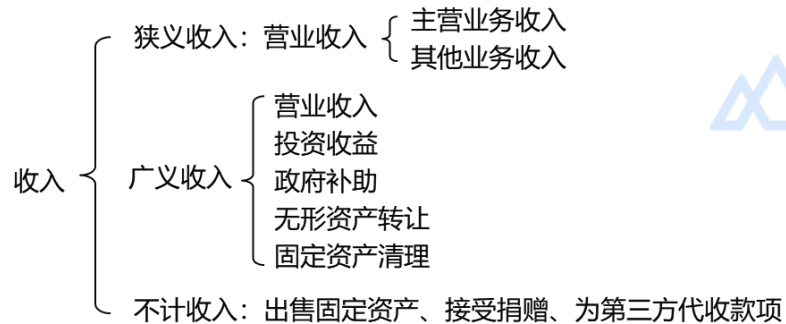 收入
狭义收入：营业收入
主营业务收入
其他业务收入
广义收入
营业收入
投资收益
政府补助
无形资产转让
固定资产清理
不计收入：出售固定资产、接受捐赠、为第三方代收款项